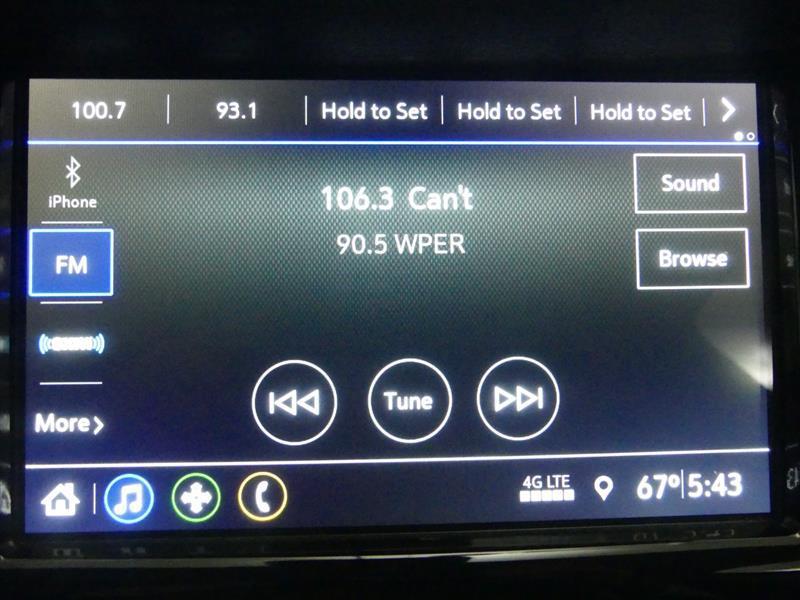 100.7 93.1 Hold to Set Hold to Set Hold to Set
iPhone
106.3 Can't
Sound
90.5 WPER
FM
Browse
Tune
More
4G LTE
67° 5:43